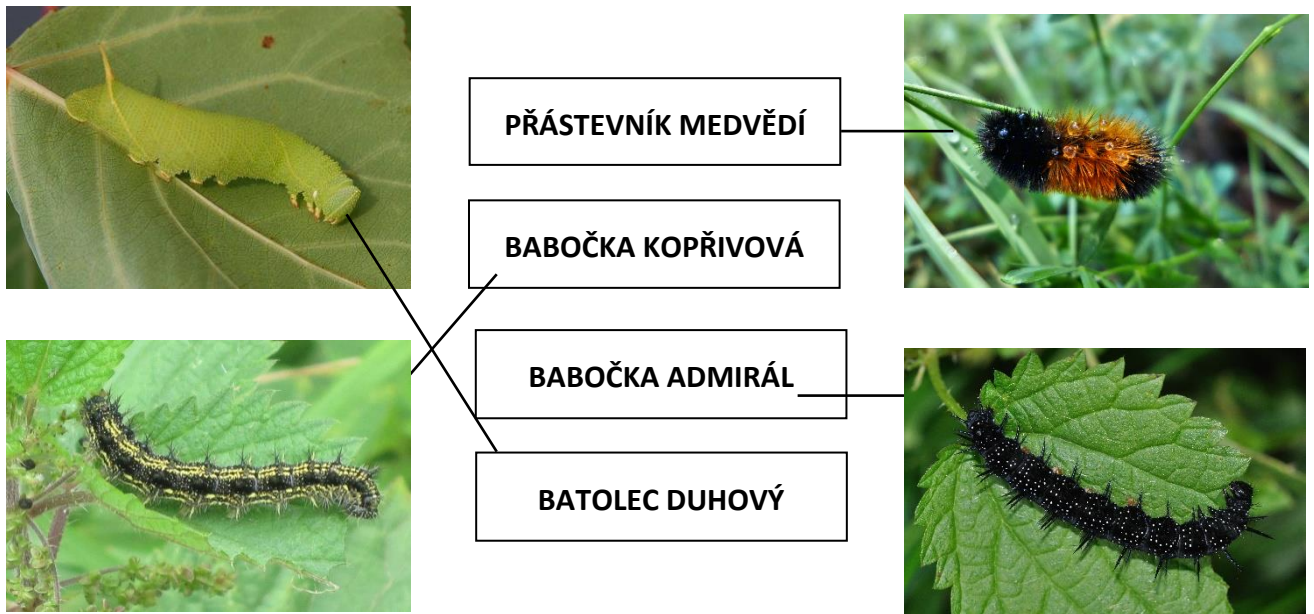 PŘÁSTEVNÍK MEDVĚDÍ
BABOČKA KOPŘIVOVÁ
BABOČKA ADMIRÁL
BATOLEC DUHOVÝ